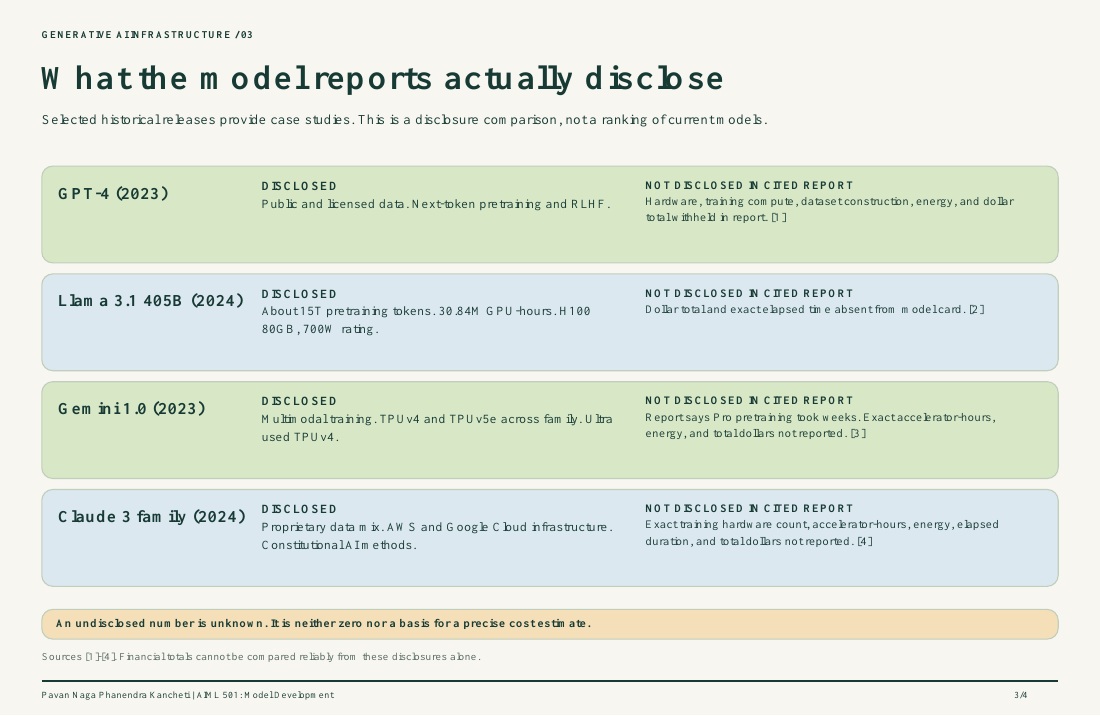 GENERATIVE AI INFRASTRUCTURE / 03
What the model reports actually disclose
Selected historical releases provide case studies. This is a disclosure comparison, not a ranking of current models.
GPT-4 (2023)
DISCLOSED
Public and licensed data. Next-token pretraining and RLHF.
NOT DISCLOSED IN CITED REPORT
Hardware, training compute, dataset construction, energy, and dollar
total withheld in report. [1]
Llama 3.1 405B (2024)
DISCLOSED
About 15T pretraining tokens. 30.84M GPU-hours. H100
80GB, 700W rating.
NOT DISCLOSED IN CITED REPORT
Dollar total and exact elapsed time absent from model card. [2]
Gemini 1.0 (2023)
DISCLOSED
Multimodal training. TPUv4 and TPUv5e across family. Ultra
used TPUv4.
NOT DISCLOSED IN CITED REPORT
Report says Pro pretraining took weeks. Exact accelerator-hours,
energy, and total dollars not reported. [3]
Claude 3 family (2024)
DISCLOSED
Proprietary data mix. AWS and Google Cloud infrastructure.
Constitutional AI methods.
NOT DISCLOSED IN CITED REPORT
Exact training hardware count, accelerator-hours, energy, elapsed
duration, and total dollars not reported. [4]
An undisclosed number is unknown. It is neither zero nor a basis for a precise cost estimate.
Sources [1]-[4]. Financial totals cannot be compared reliably from these disclosures alone.
Pavan Naga Phanendra Kancheti | AIML 501: Model Development
3/4